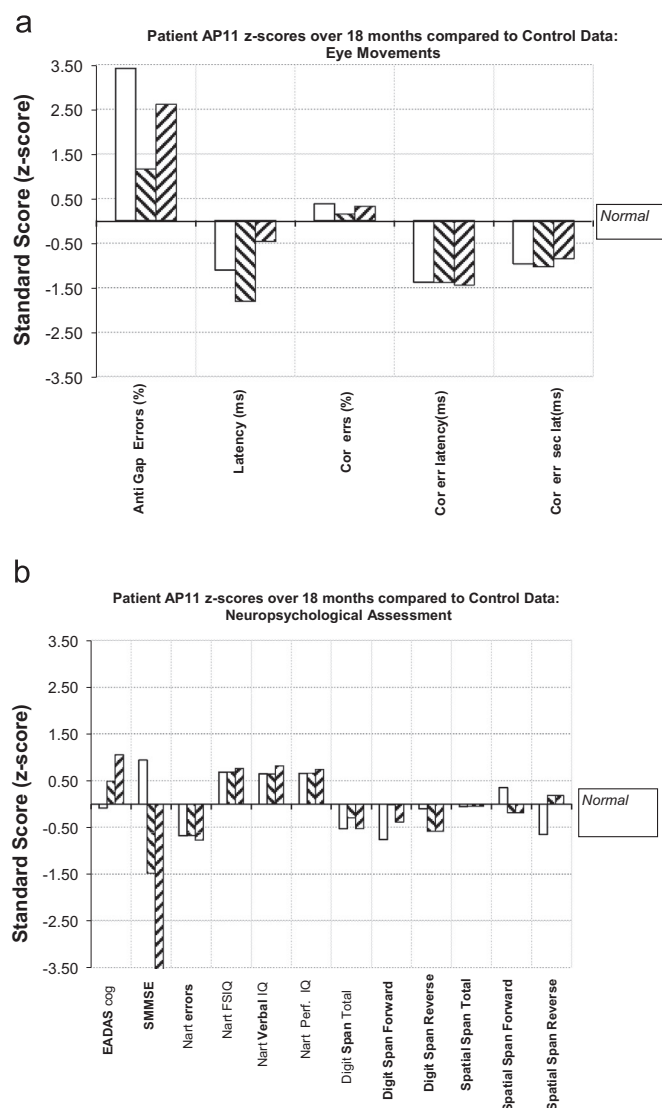 a
Patient AP11 z-scores over 18 months compared to Control Data:
Eye Movements
Standard Score (z-score)
3.50
2.50
1.50
0.50
-0.50
-1.50
-2.50
-3.50
Normal
Anti Gap Errors (%)
Latency (ms)
Cor errs (%)
Cor err latency(ms)
Cor err sec lat(ms)
b
Patient AP11 z-scores over 18 months compared to Control Data:
Neuropsychological Assessment
Standard Score (z-score)
3.50
2.50
1.50
0.50
-0.50
-1.50
-2.50
-3.50
Normal
EADAS cog
SMMSE
Nart errors
Nart FSIQ
Nart Verbal IQ
Nart Perf. IQ
Digit Span Total
Digit Span Forward
Digit Span Reverse
Spatial Span Total
Spatial Span Forward
Spatial Span Reverse